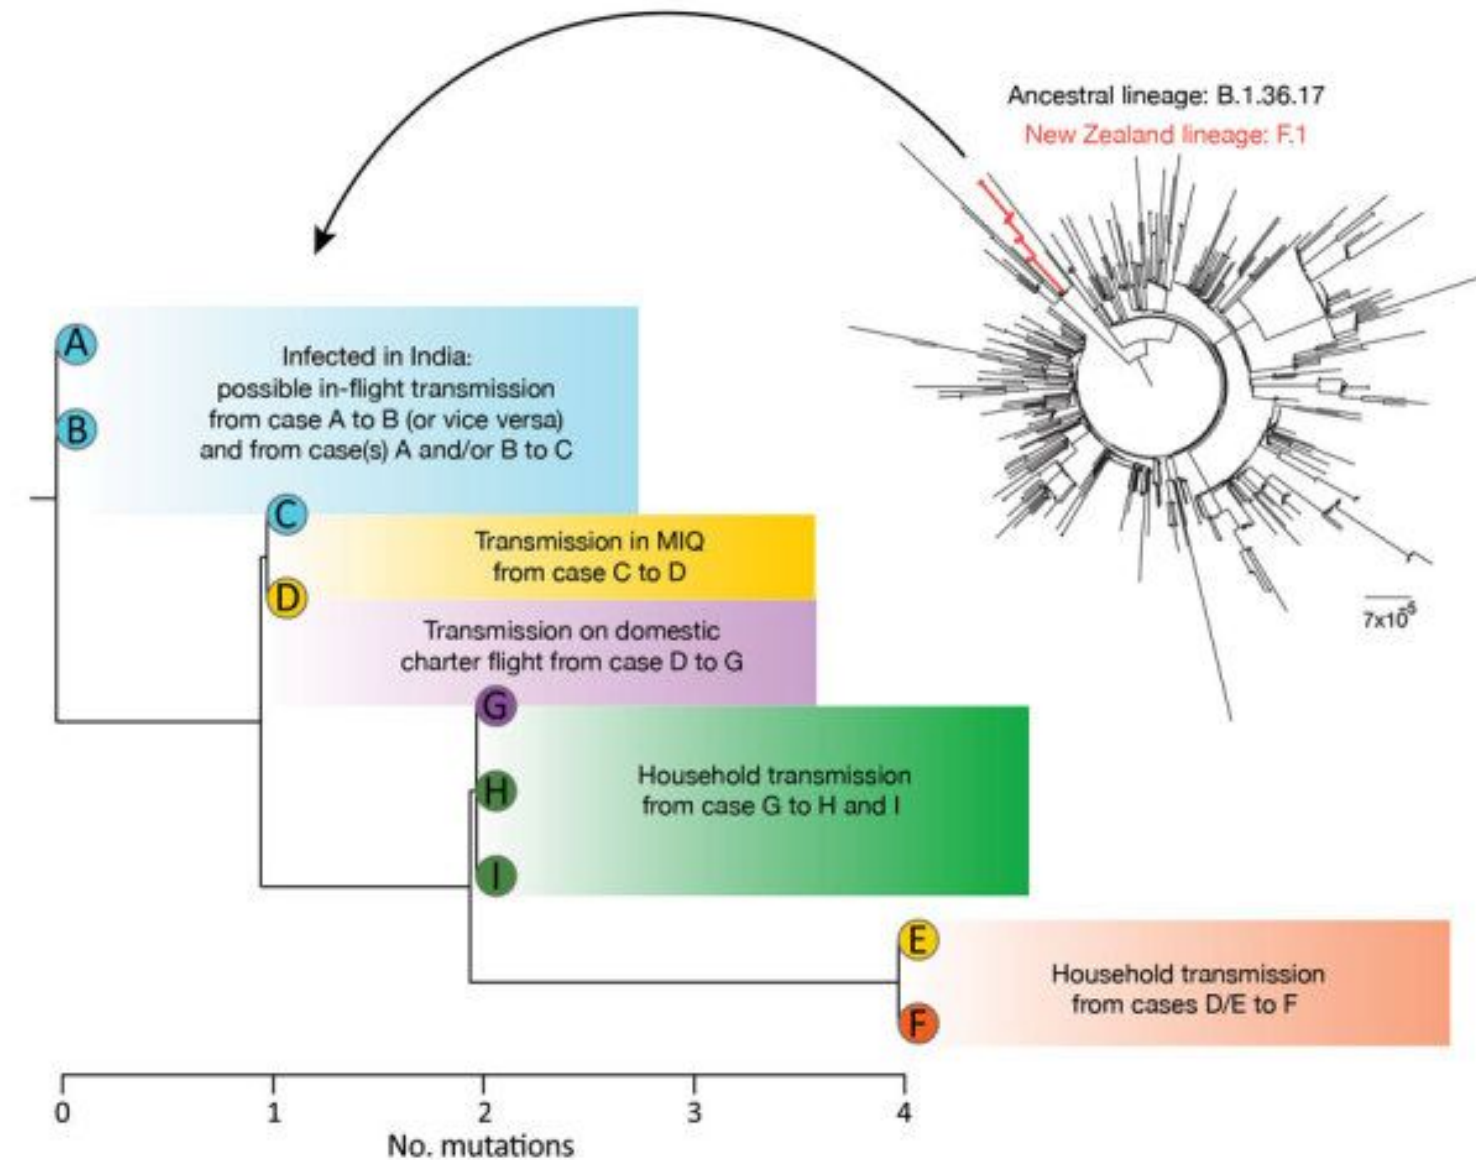 Ancestral lineage: B.1.36.17
New Zealand lineage: F.1
A
Infected in India:
possible in-flight transmission
from case A to B (or vice versa)
and from case(s) A and/or B to C
B
C
Transmission in MIQ
from case C to D
D
Transmission on domestic
charter flight from case D to G
7x10⁻⁵
G
Household transmission
from case G to H and I
H
I
E
Household transmission
from cases D/E to F
F
0 1 2 3 4
No. mutations